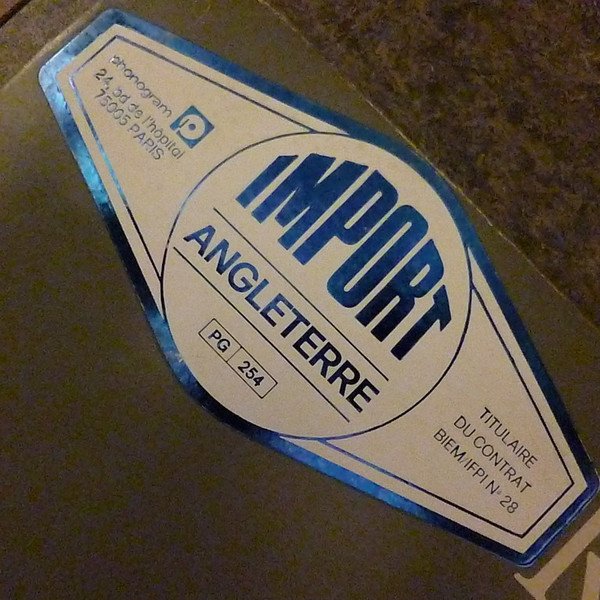 phonogram
24, bd de l'hôpital
75005 PARIS
IMPORT
ANGLETERRE
PG 254
TITULAIRE
DU CONTRAT
BIEM/IFPI N° 28